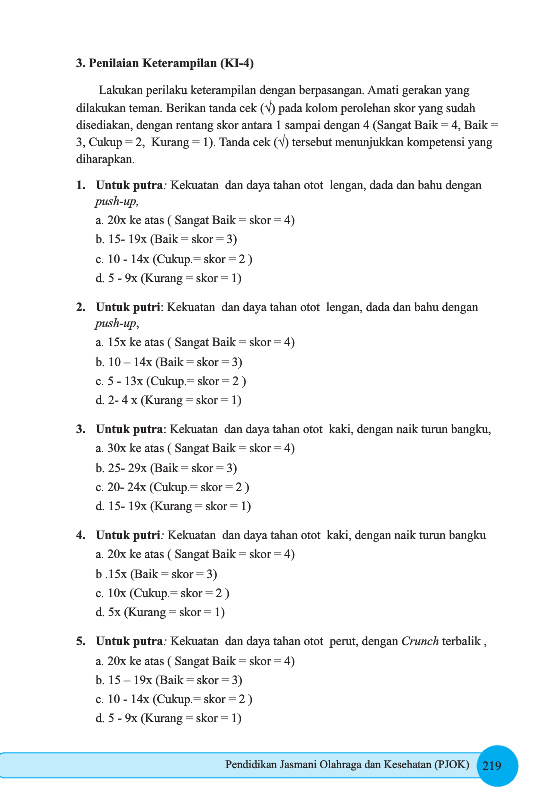 3. Penilaian Keterampilan (KI-4)
Lakukan perilaku keterampilan dengan berpasangan. Amati gerakan yang
dilakukan teman. Berikan tanda cek (√) pada kolom perolehan skor yang sudah
disediakan, dengan rentang skor antara 1 sampai dengan 4 (Sangat Baik = 4, Baik =
3, Cukup = 2, Kurang = 1). Tanda cek (√) tersebut menunjukkan kompetensi yang
diharapkan.
1. Untuk putra: Kekuatan dan daya tahan otot lengan, dada dan bahu dengan
push-up,
a. 20x ke atas ( Sangat Baik = skor = 4)
b. 15- 19x (Baik = skor = 3)
c. 10 - 14x (Cukup.= skor = 2 )
d. 5 - 9x (Kurang = skor = 1)
2. Untuk putri: Kekuatan dan daya tahan otot lengan, dada dan bahu dengan
push-up,
a. 15x ke atas ( Sangat Baik = skor = 4)
b. 10 – 14x (Baik = skor = 3)
c. 5 - 13x (Cukup.= skor = 2 )
d. 2- 4 x (Kurang = skor = 1)
3. Untuk putra: Kekuatan dan daya tahan otot kaki, dengan naik turun bangku,
a. 30x ke atas ( Sangat Baik = skor = 4)
b. 25- 29x (Baik = skor = 3)
c. 20- 24x (Cukup.= skor = 2 )
d. 15- 19x (Kurang = skor = 1)
4. Untuk putri: Kekuatan dan daya tahan otot kaki, dengan naik turun bangku
a. 20x ke atas ( Sangat Baik = skor = 4)
b .15x (Baik = skor = 3)
c. 10x (Cukup.= skor = 2 )
d. 5x (Kurang = skor = 1)
5. Untuk putra: Kekuatan dan daya tahan otot perut, dengan Crunch terbalik ,
a. 20x ke atas ( Sangat Baik = skor = 4)
b. 15 – 19x (Baik = skor = 3)
c. 10 - 14x (Cukup.= skor = 2 )
d. 5 - 9x (Kurang = skor = 1)
Pendidikan Jasmani Olahraga dan Kesehatan (PJOK) 219